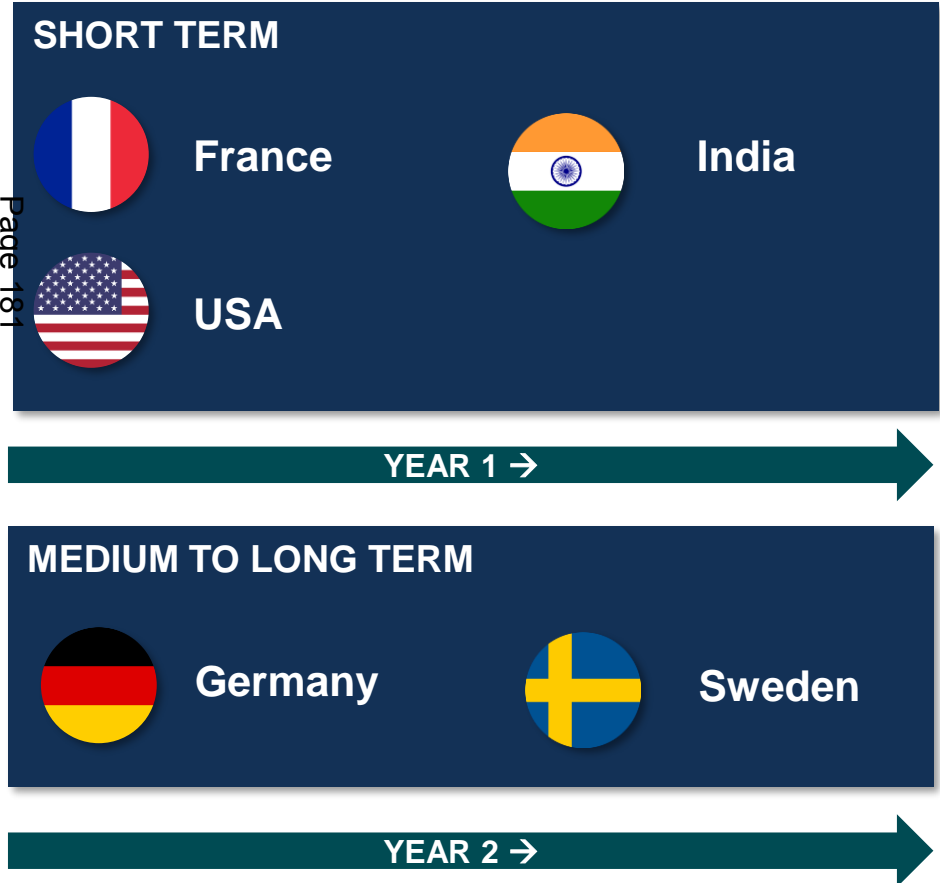 SHORT TERM
France
India
USA
Page 181
YEAR 1 →
MEDIUM TO LONG TERM
Germany
Sweden
YEAR 2 →